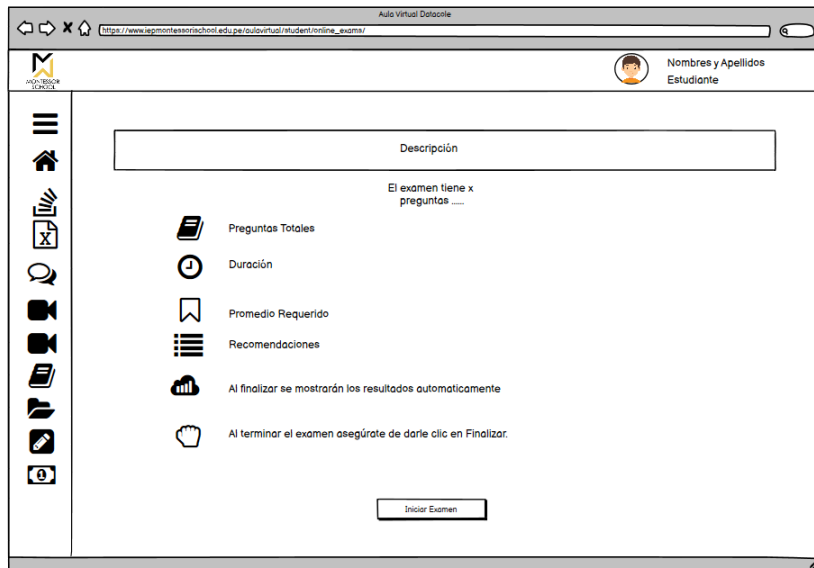 Aula Virtual Datacole
https://www.iepmontessorischool.edu.pe/aulavirtual/student/online_exams/
MONTESSOR
SCHOOL
Nombres y Apellidos
Estudiante
Descripción
El examen tiene x
preguntas .....
Preguntas Totales
Duración
Promedio Requerido
Recomendaciones
Al finalizar se mostrarán los resultados automaticamente
Al terminar el examen asegúrate de darle clic en Finalizar.
Iniciar Examen